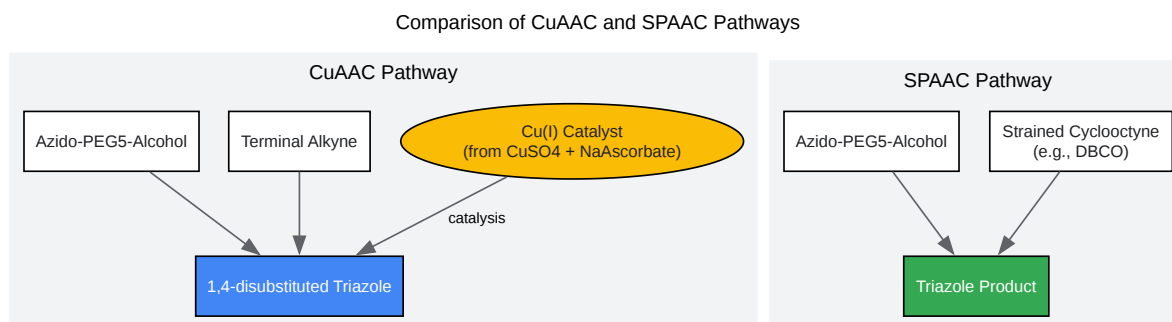 Comparison of CuAAC and SPAAC Pathways
CuAAC Pathway
Azido-PEG5-Alcohol
Terminal Alkyne
Cu(I) Catalyst
(from CuSO4 + NaAscorbate)
catalysis
1,4-disubstituted Triazole
SPAAC Pathway
Azido-PEG5-Alcohol
Strained Cyclooctyne
(e.g., DBCO)
Triazole Product